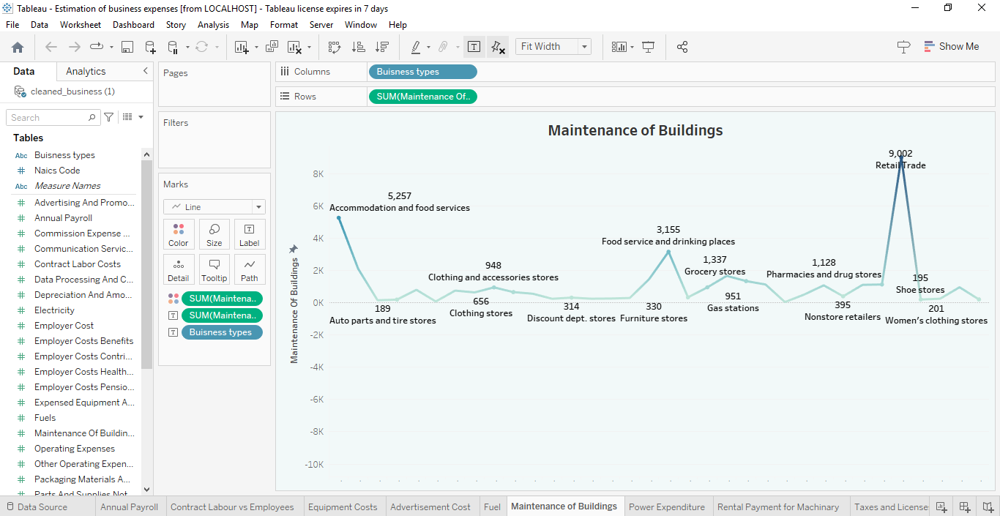 Tableau - Estimation of business expenses [from LOCALHOST] - Tableau license expires in 7 days
File Data Worksheet Dashboard Story Analysis Map Format Server Window Help
Fit Width
Show Me
Data Analytics
cleaned_business (1)
Search
Tables
Abc Buisness types
# Naics Code
Abc Measure Names
# Advertising And Promo...
# Annual Payroll
# Commission Expense ...
# Communication Servic...
# Contract Labor Costs
# Data Processing And C...
# Depreciation And Amo...
# Electricity
# Employer Cost
# Employer Costs Benefits
# Employer Costs Contri...
# Employer Costs Health...
# Employer Costs Pensio...
# Expensed Equipment A...
# Fuels
# Maintenance Of Buildin...
# Operating Expenses
# Other Operating Expen...
# Packaging Materials A...
Parts And Supplies Not
Pages
Filters
Marks
Line
Color Size Label
Detail Tooltip Path
SUM(Maintena..
T SUM(Maintena..
T Buisness types
Columns Buisness types
Rows SUM(Maintenance Of..
Maintenance of Buildings
Maintenance Of Buildings
8K
6K
4K
2K
0K
-2K
-4K
-6K
-8K
-10K
5,257
Accommodation and food services
189
Auto parts and tire stores
948
Clothing and accessories stores
656
Clothing stores
314
Discount dept. stores
3,155
Food service and drinking places
330
Furniture stores
1,337
Grocery stores
951
Gas stations
1,128
Pharmacies and drug stores
395
Nonstore retailers
9,002
Retail Trade
195
Shoe stores
201
Women's clothing stores
Data Source Annual Payroll Contract Labour vs Employees Equipment Costs Advertisement Cost Fuel Maintenance of Buildings Power Expenditure Rental Payment for Machinary Taxes and License